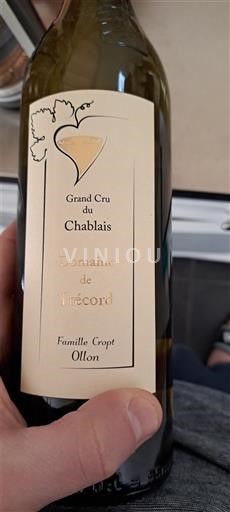 Grand Cru
du
Chablais
VINIOU
Domaine
de
Trécord
Famille Cropt
Ollon